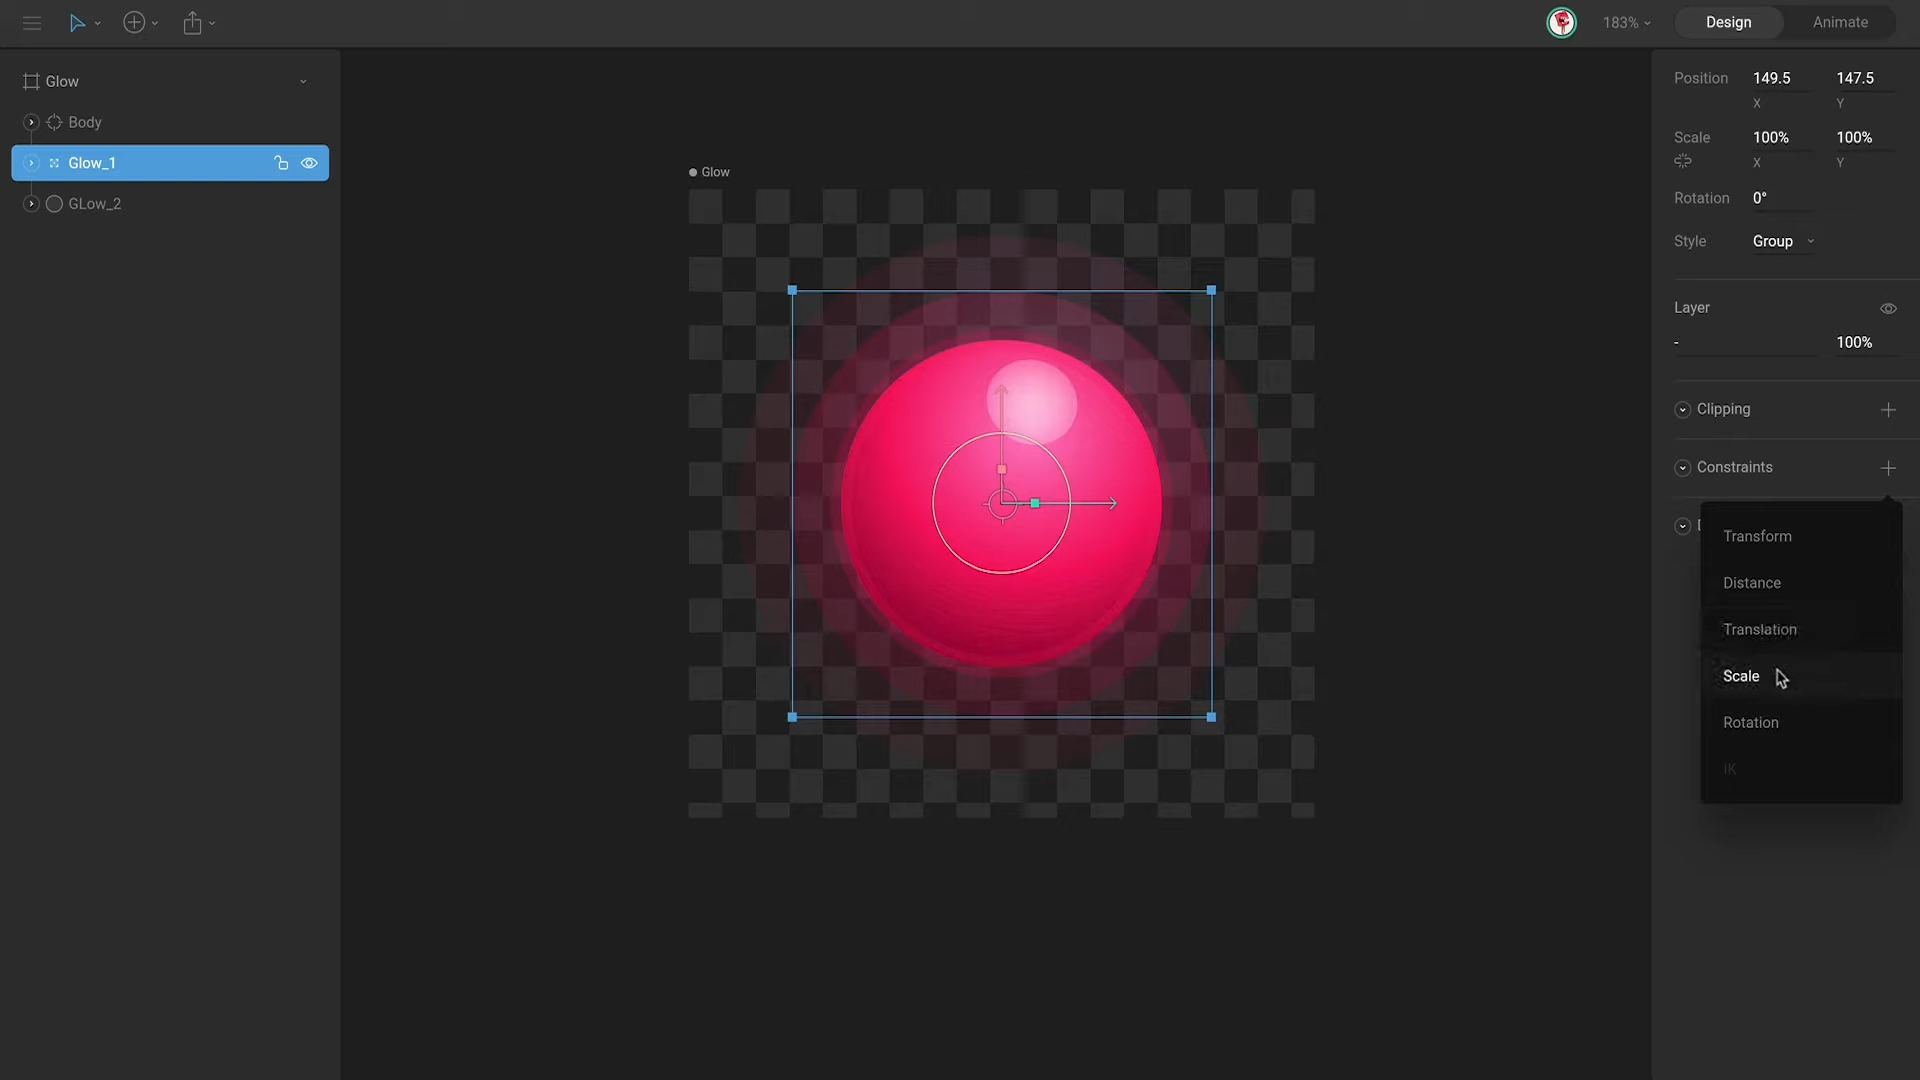 183%
Design
Animate
Glow
Body
Glow_1
GLow_2
Glow
Position
149.5
147.5
X
Y
Scale
100%
100%
X
Y
Rotation
0°
Style
Group
Layer
-
100%
Clipping
Constraints
Transform
Distance
Translation
Scale
Rotation
IK